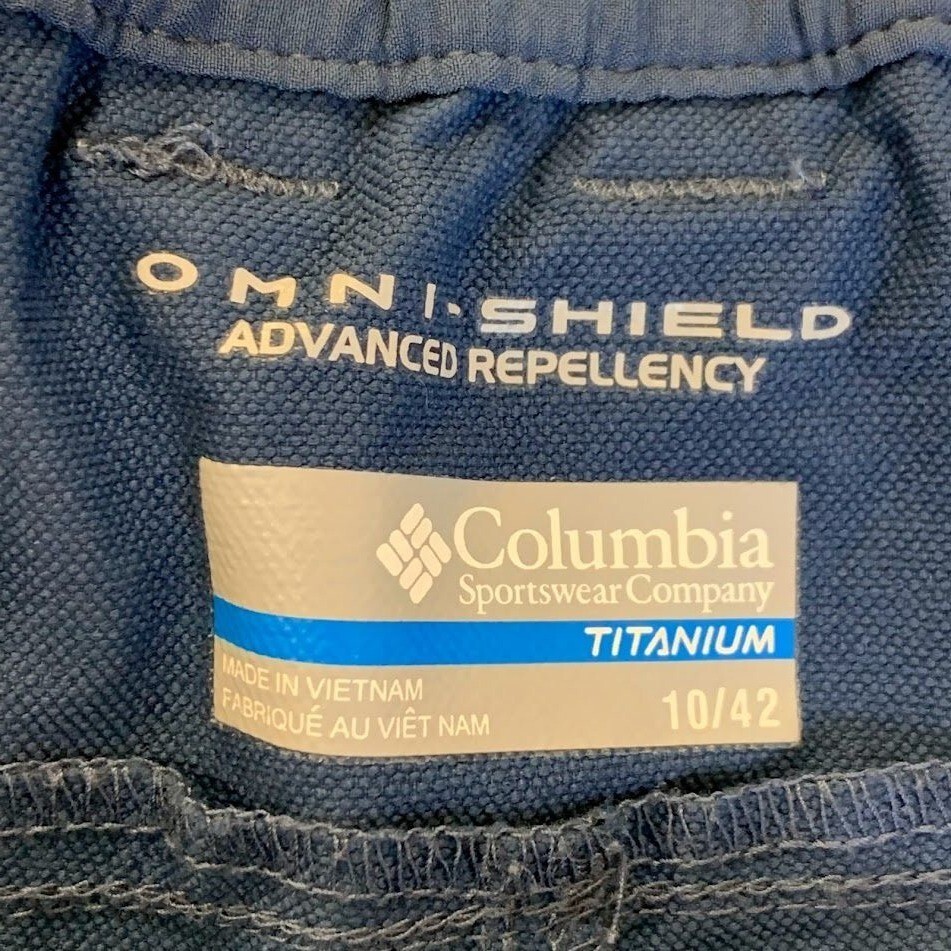 OMNI-SHIELD
ADVANCED REPELLENCY
Columbia
Sportswear Company
TITANIUM
MADE IN VIETNAM
FABRIQUÉ AU VIÊT NAM
10/42